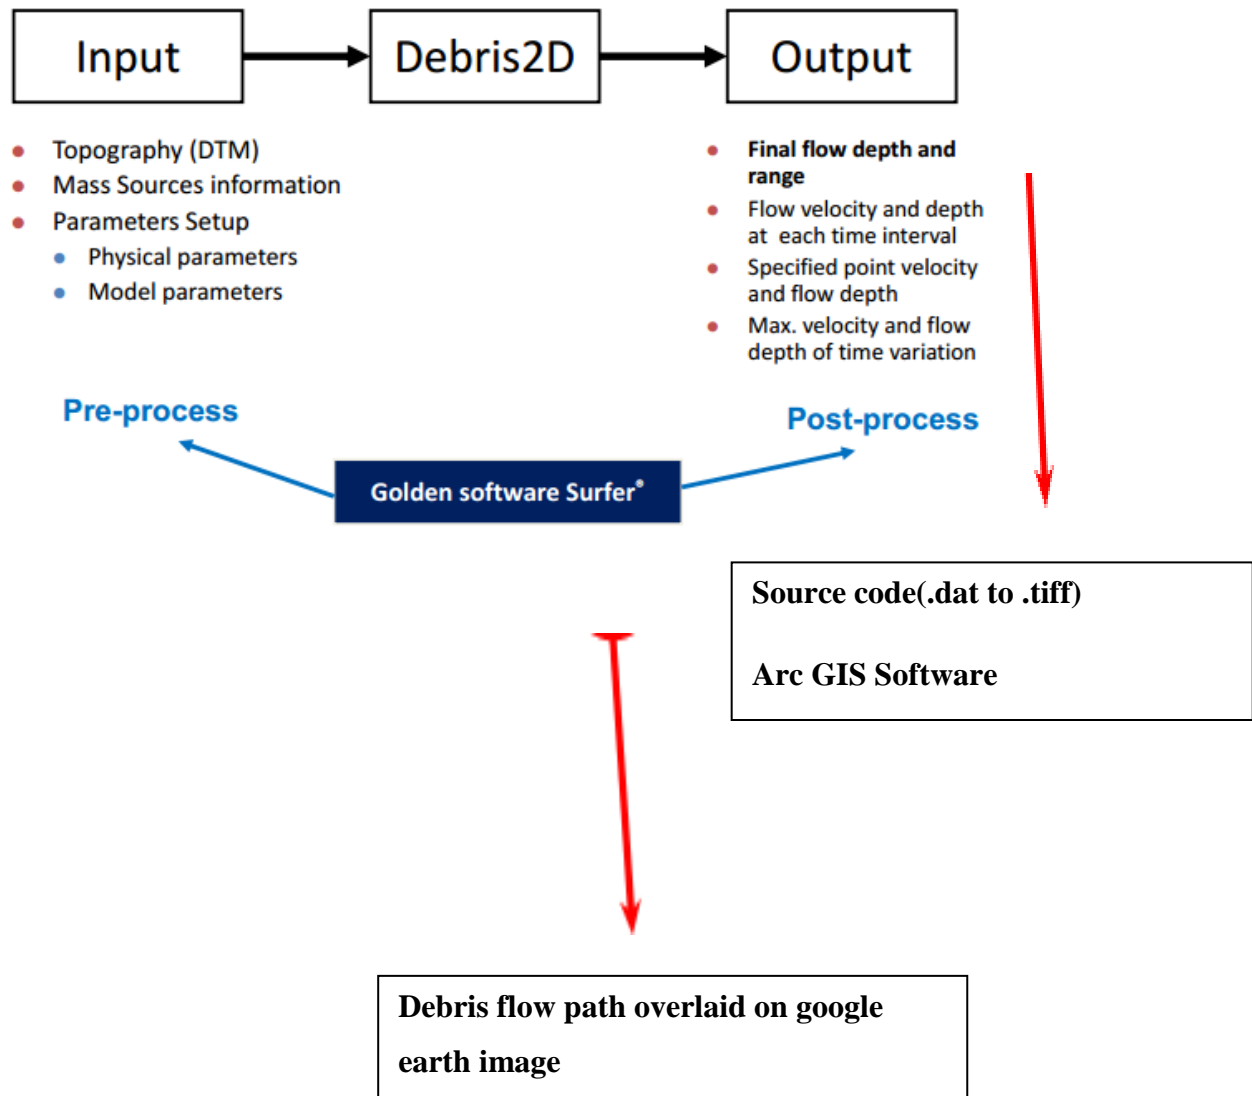 Input
Debris2D
Output
Topography (DTM)
Mass Sources information
Parameters Setup
Physical parameters
Model parameters
Final flow depth and
range
Flow velocity and depth
at each time interval
Specified point velocity
and flow depth
Max. velocity and flow
depth of time variation
Pre-process
Post-process
Golden software Surfer®
Source code(.dat to .tiff)
Arc GIS Software
Debris flow path overlaid on google
earth image